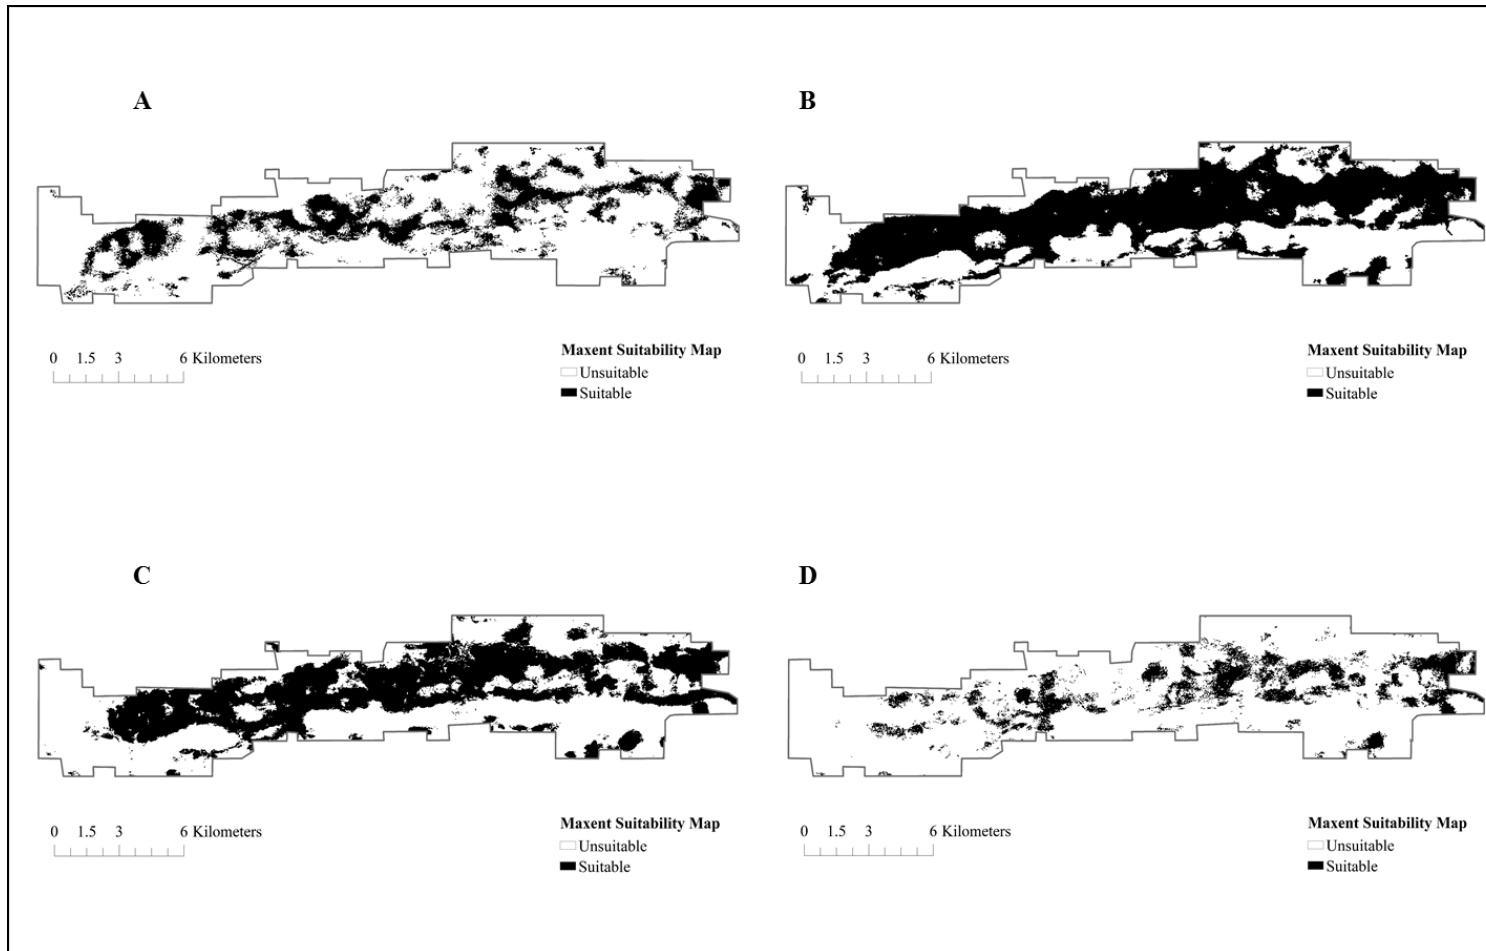 A
B
0 1.5 3 6 Kilometers
Maxent Suitability Map
Unsuitable
Suitable
0 1.5 3 6 Kilometers
Maxent Suitability Map
Unsuitable
Suitable
C
D
0 1.5 3 6 Kilometers
Maxent Suitability Map
Unsuitable
Suitable
0 1.5 3 6 Kilometers
Maxent Suitability Map
Unsuitable
Suitable